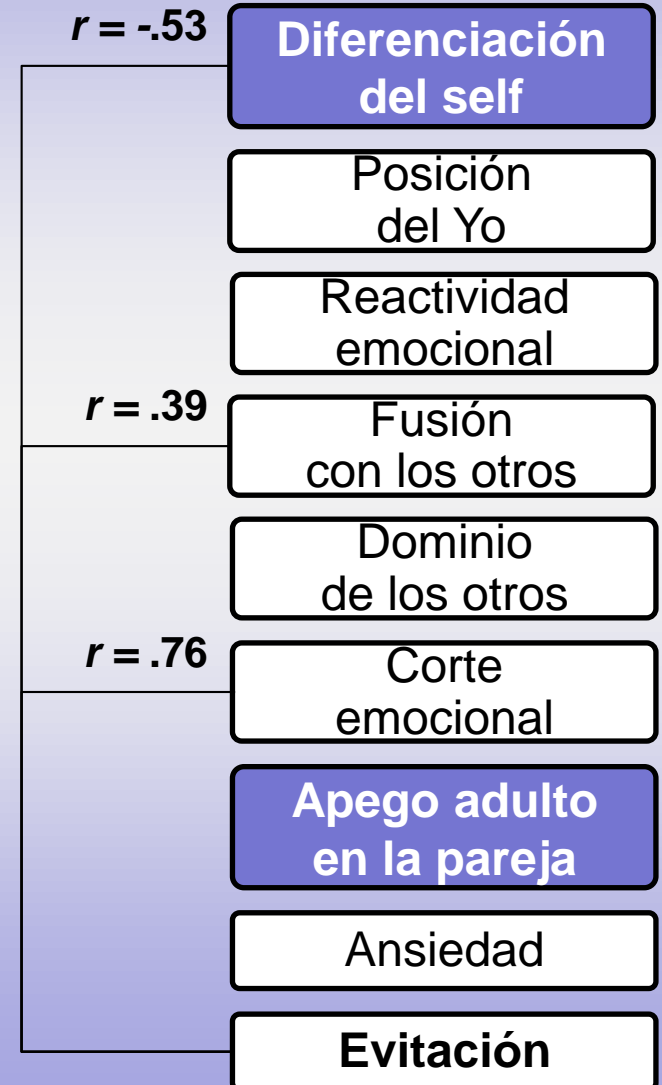 r = -.53
Diferenciación
del self
Posición
del Yo
Reactividad
emocional
r = .39
Fusión
con los otros
Dominio
de los otros
r = .76
Corte
emocional
Apego adulto
en la pareja
Ansiedad
Evitación